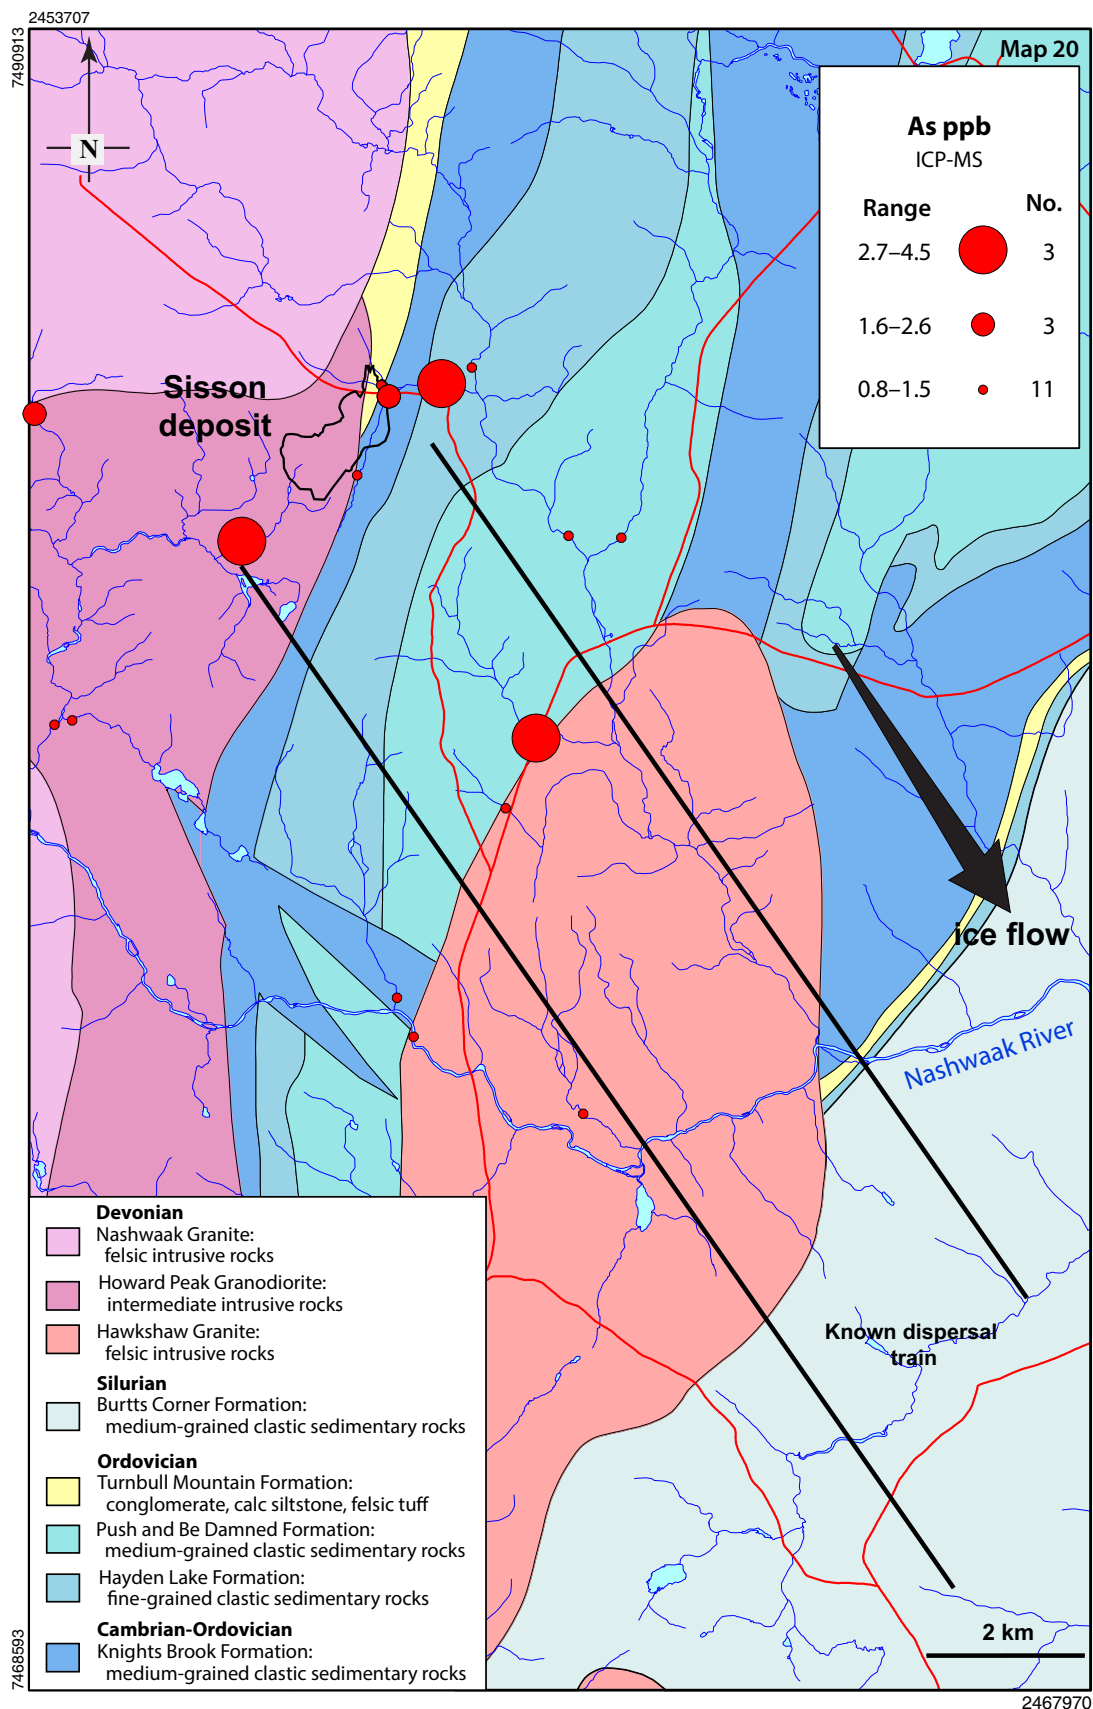 2453707
7490913
Map 20
As ppb
ICP-MS
Range No.
2.7–4.5 3
1.6–2.6 3
0.8–1.5 11
N
Sisson
deposit
ice flow
Nashwaak River
Known dispersal
train
Devonian
Nashwaak Granite:
felsic intrusive rocks
Howard Peak Granodiorite:
intermediate intrusive rocks
Hawkshaw Granite:
felsic intrusive rocks
Silurian
Burtts Corner Formation:
medium-grained clastic sedimentary rocks
Ordovician
Turnbull Mountain Formation:
conglomerate, calc siltstone, felsic tuff
Push and Be Damned Formation:
medium-grained clastic sedimentary rocks
Hayden Lake Formation:
fine-grained clastic sedimentary rocks
Cambrian-Ordovician
Knights Brook Formation:
medium-grained clastic sedimentary rocks
2 km
7468593
2467970